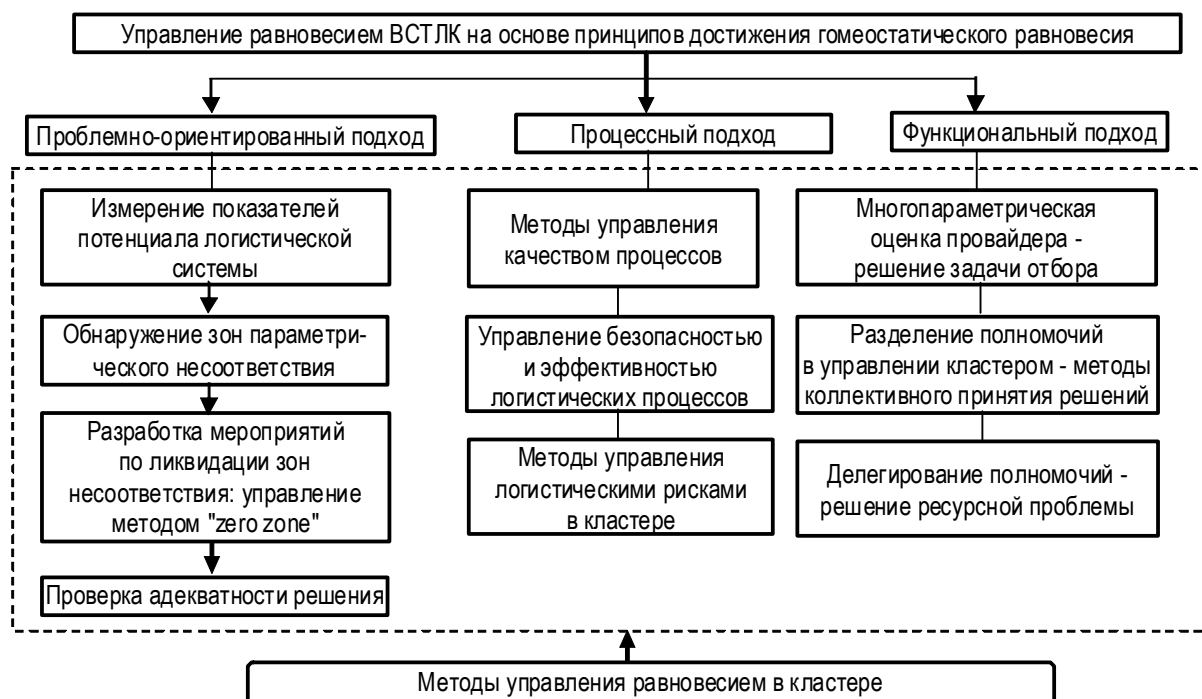 Управление равновесием ВСТЛК на основе принципов достижения гомеостатического равновесия
Проблемно-ориентированный подход
Процессный подход
Функциональный подход
Измерение показателей
потенциала логистической
системы
Обнаружение зон параметри-
ческого несоответствия
Разработка мероприятий
по ликвидации зон
несоответствия: управление
методом "zero zone"
Проверка адекватности решения
Методы управления
качеством процессов
Управление безопасностью
и эффективностью
логистических процессов
Методы управления
логистическими рисками
в кластере
Многопараметрическая
оценка провайдера -
решение задачи отбора
Разделение полномочий
в управлении кластером - методы
коллективного принятия решений
Делегирование полномочий -
решение ресурсной проблемы
Методы управления равновесием в кластере